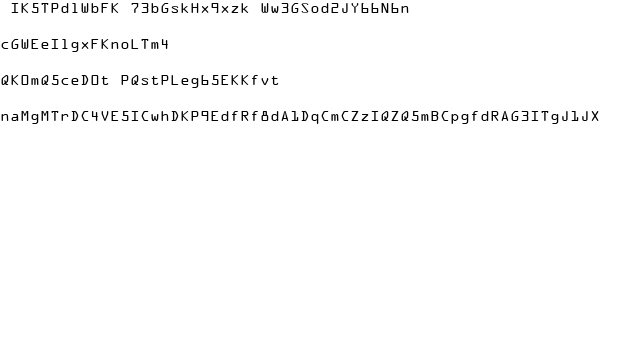 IK5TPd1WbFK 73bGskHx9xzk Ww3GSod2JY66N6n
cGWEeI1gxFKnoLTm4
QKOmQ5ceDOt PQstPLeg65EKKfvt
naMgMTrDC4VE5ICwhDKP9EdfRf8dA1DqCmCZzIQZQ5mBCpgfdRAG3ITgJ1JX